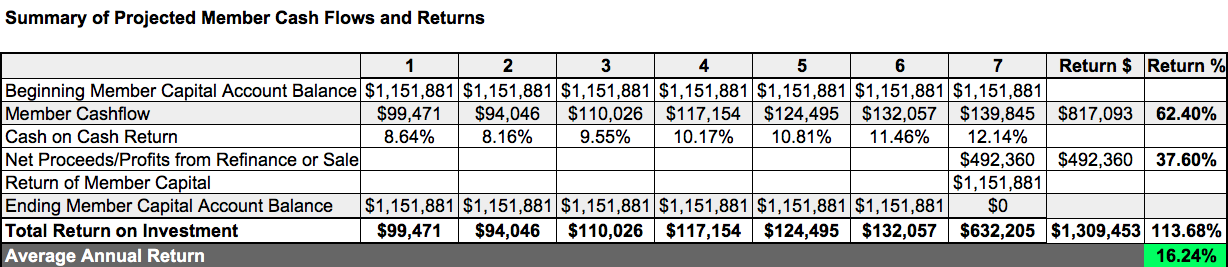 Summary of Projected Member Cash Flows and Returns
1 2 3 4 5 6 7 Return $ Return %
Beginning Member Capital Account Balance $1,151,881 $1,151,881 $1,151,881 $1,151,881 $1,151,881 $1,151,881 $1,151,881
Member Cashflow $99,471 $94,046 $110,026 $117,154 $124,495 $132,057 $139,845 $817,093 62.40%
Cash on Cash Return 8.64% 8.16% 9.55% 10.17% 10.81% 11.46% 12.14%
Net Proceeds/Profits from Refinance or Sale $492,360 $492,360 37.60%
Return of Member Capital $1,151,881
Ending Member Capital Account Balance $1,151,881 $1,151,881 $1,151,881 $1,151,881 $1,151,881 $1,151,881 $0
Total Return on Investment $99,471 $94,046 $110,026 $117,154 $124,495 $132,057 $632,205 $1,309,453 113.68%
Average Annual Return 16.24%